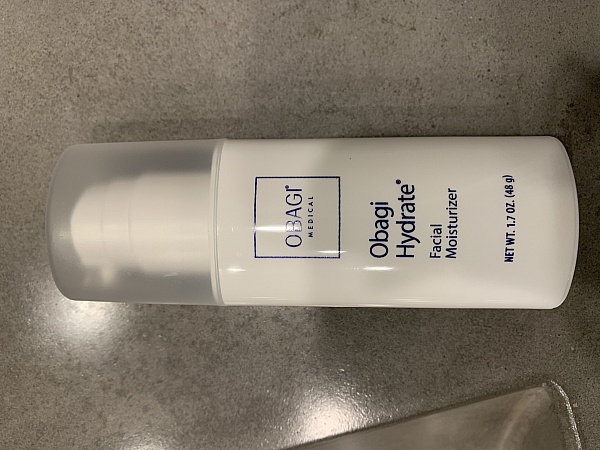 OBAGI®
MEDICAL
Obagi
Hydrate®
Facial
Moisturizer
NET WT. 1.7 OZ. (48 g)